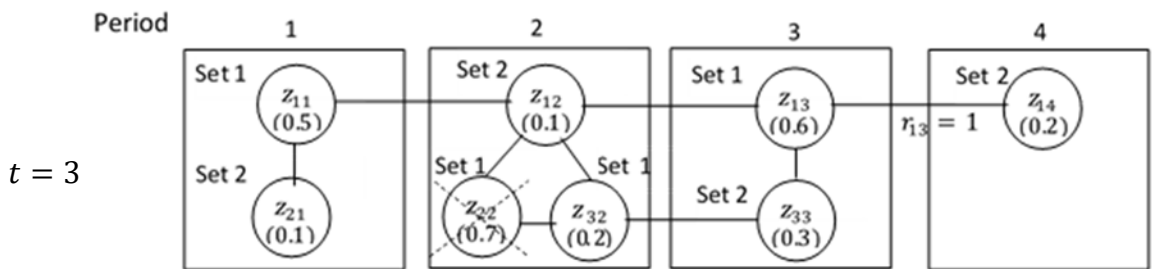 Period 1 2 3 4
Set 1 Set 2 Set 1 Set 2
z₁₁ z₁₂ z₁₃ z₁₄
(0.5) (0.1) (0.6) (0.2)
r₁₃ = 1
t = 3
Set 2 Set 1 Set 1 Set 2
z₂₁ z₂₂ z₃₂ z₃₃
(0.1) (0.7) (0.2) (0.3)